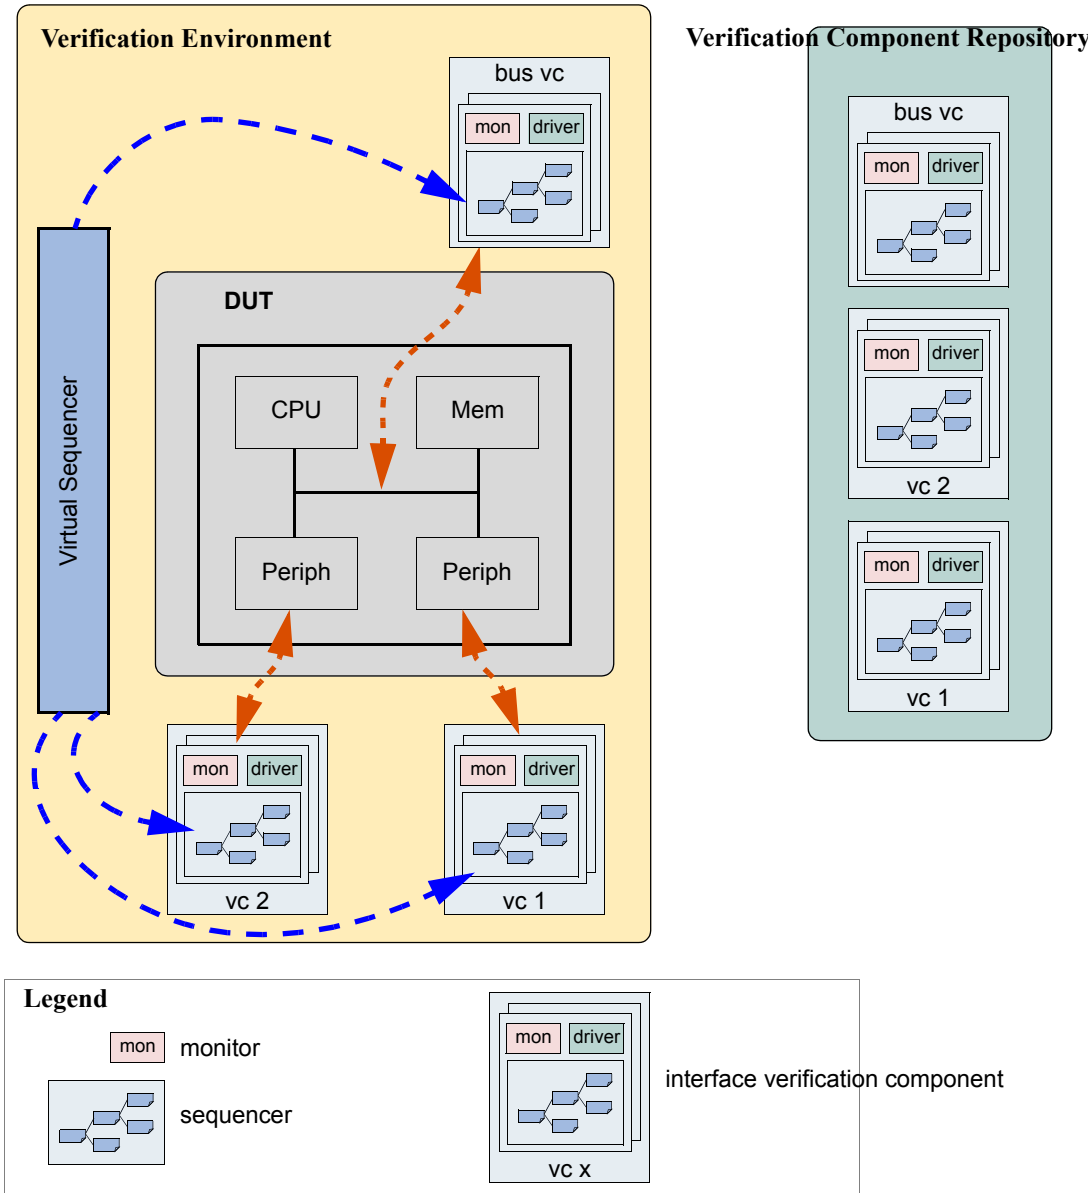 Verification Environment
bus vc
mon driver
Virtual Sequencer
DUT
CPU
Mem
Periph
Periph
mon driver
vc 2
mon driver
vc 1
Verification Component Repository
bus vc
mon driver
mon driver
vc 2
mon driver
vc 1
Legend
mon monitor
sequencer
mon driver
vc x
interface verification component